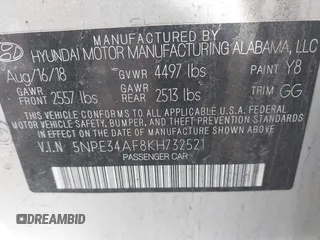 MANUFACTURED BY
HYUNDAI MOTOR MANUFACTURING ALABAMA, LLC
Aug/16/18 GVWR 4497 lbs PAINT Y8
GAWR FRONT 2557 lbs GAWR REAR 2513 lbs TRIM GG
THIS VEHICLE CONFORMS TO ALL APPLICABLE
U.S. FEDERAL MOTOR VEHICLE SAFETY, BUMPER, AND THEFT
PREVENTION STANDARDS IN EFFECT ON THE DATE OF
MANUFACTURE SHOWN ABOVE.
V.I.N 5NPE34AF8KH732521
PASSENGER CAR
DREAMBID